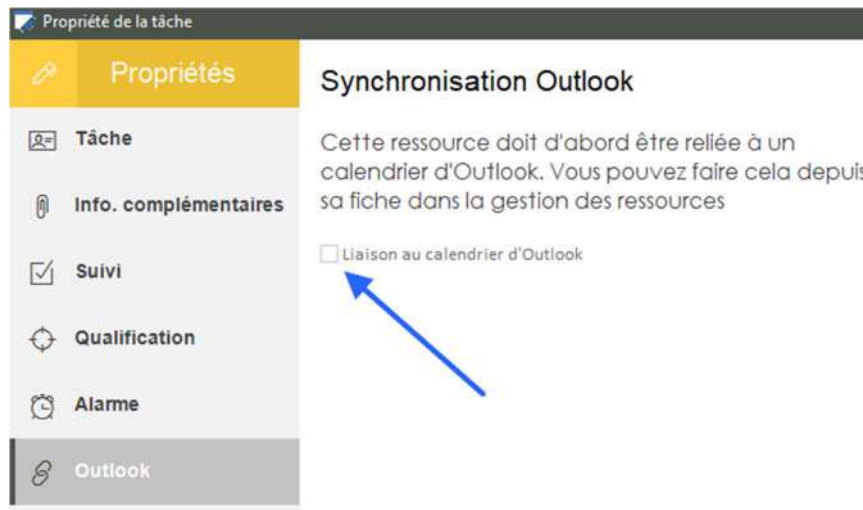 Propriété de la tâche
Propriétés
Tâche
Info. complémentaires
Suivi
Qualification
Alarme
Outlook
Synchronisation Outlook
Cette ressource doit d'abord être reliée à un
calendrier d'Outlook. Vous pouvez faire cela depuis
sa fiche dans la gestion des ressources
Liaison au calendrier d'Outlook